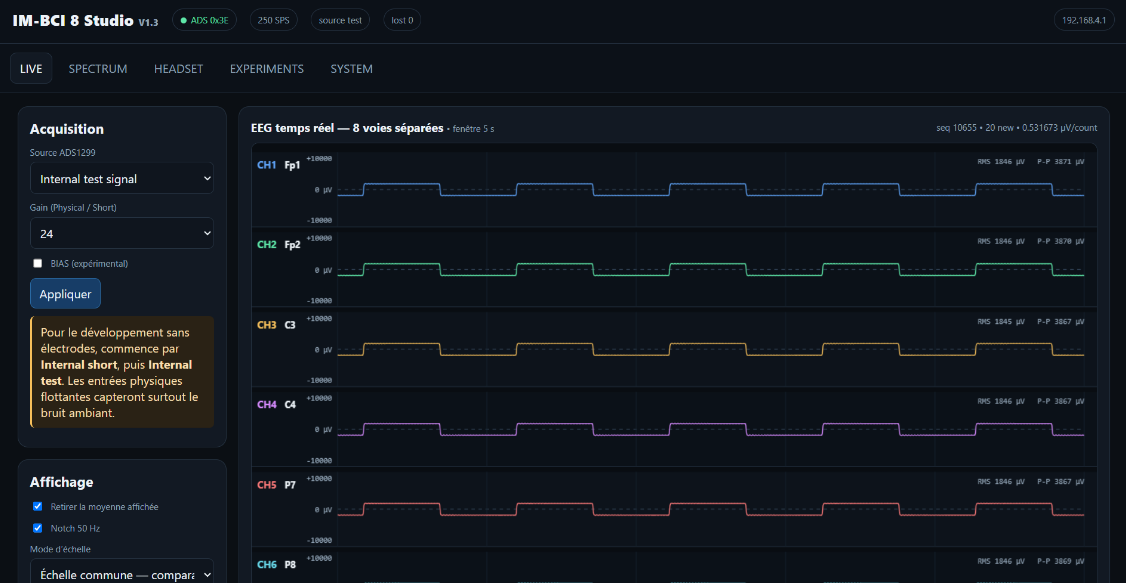 IM-BCI 8 Studio V1.3
ADS 0x3E
250 SPS
source test
lost 0
192.168.4.1
LIVE
SPECTRUM
HEADSET
EXPERIMENTS
SYSTEM
Acquisition
Source ADS1299
Internal test signal
Gain (Physical / Short)
24
BIAS (expérimental)
Appliquer
Pour le développement sans
électrodes, commence par
Internal short, puis Internal
test. Les entrées physiques
flottantes capteront surtout le
bruit ambiant.
Affichage
Retirer la moyenne affichée
Notch 50 Hz
Mode d'échelle
Échelle commune — compara
EEG temps réel — 8 voies séparées • fenêtre 5 s
seq 10655 • 20 new • 0.531673 µV/count
CH1 Fp1 +10000 RMS 1846 µV P-P 3871 µV
0 µV
-10000
CH2 Fp2 +10000 RMS 1846 µV P-P 3870 µV
0 µV
-10000
CH3 C3 +10000 RMS 1845 µV P-P 3867 µV
0 µV
-10000
CH4 C4 +10000 RMS 1846 µV P-P 3867 µV
0 µV
-10000
CH5 P7 +10000 RMS 1846 µV P-P 3867 µV
0 µV
-10000
CH6 P8 +10000 RMS 1846 µV P-P 3869 µV